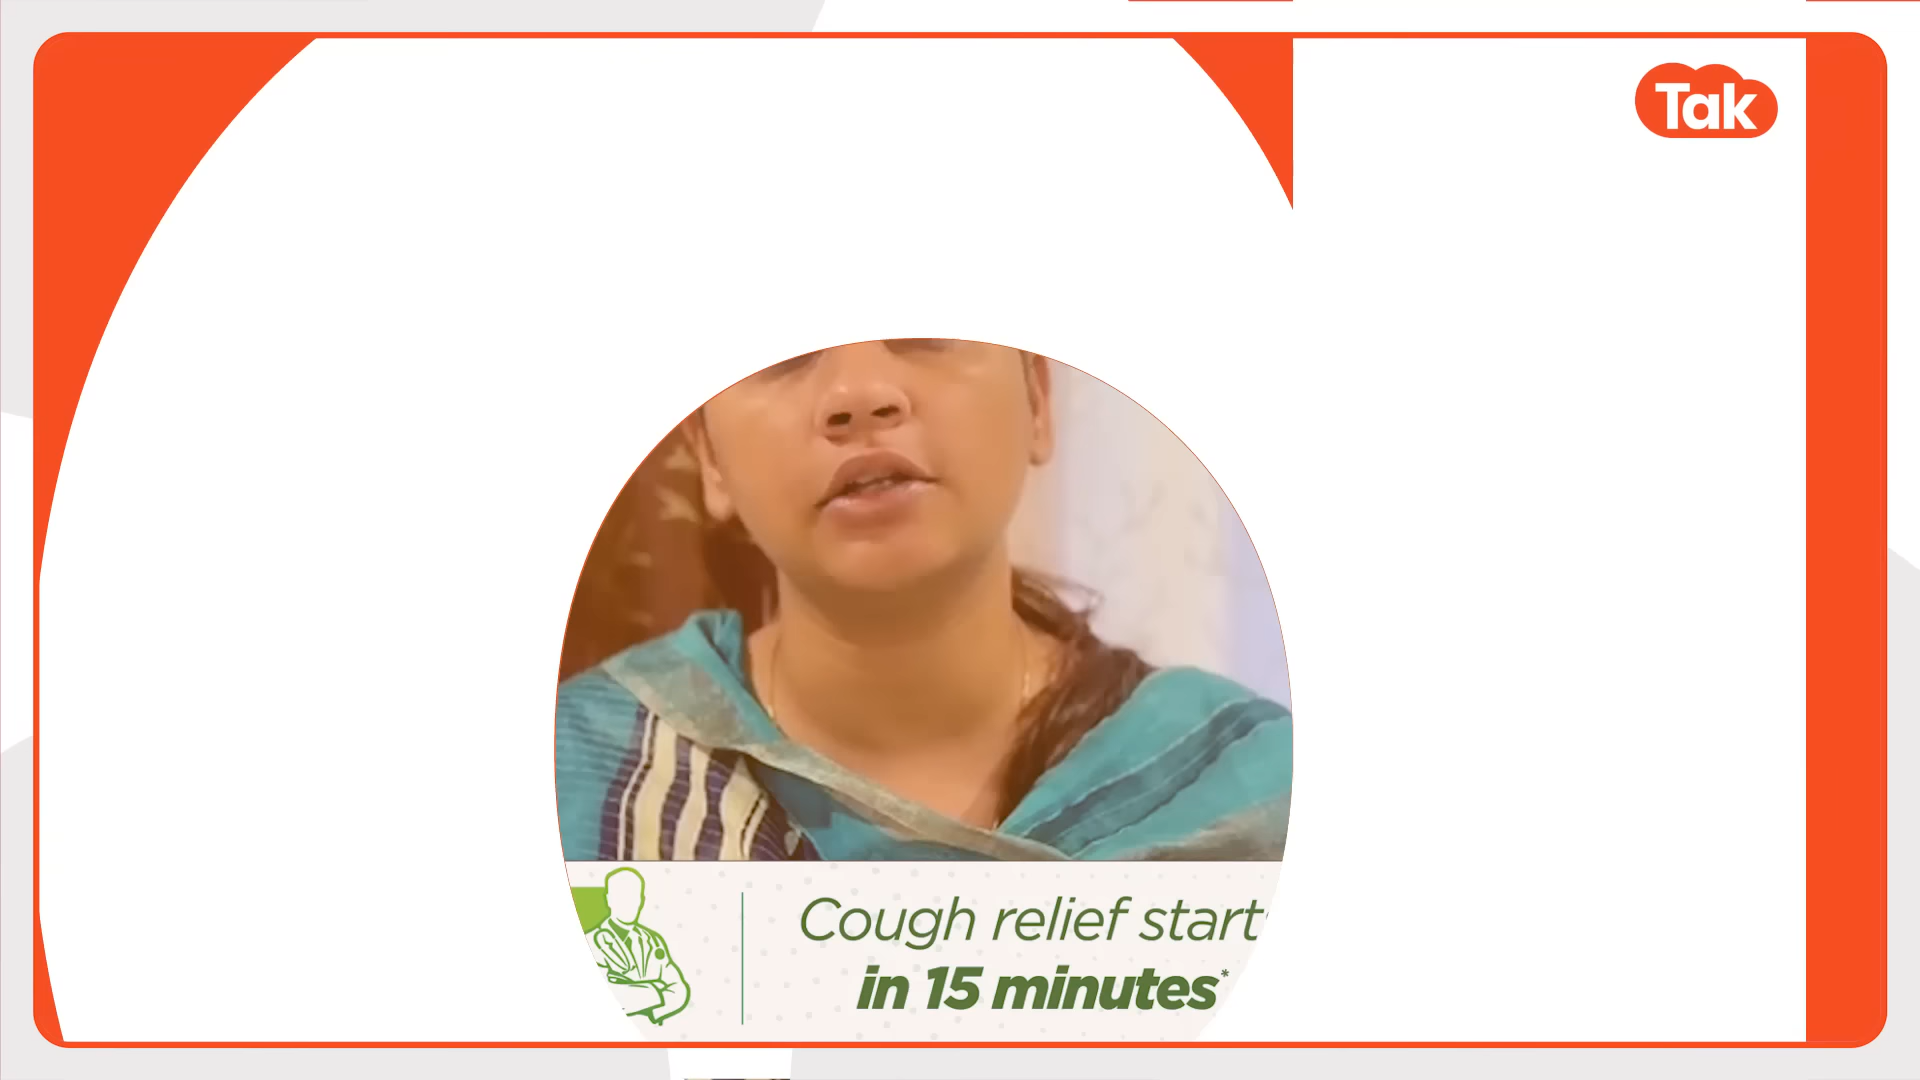 Tak
Cough relief start
in 15 minutes*